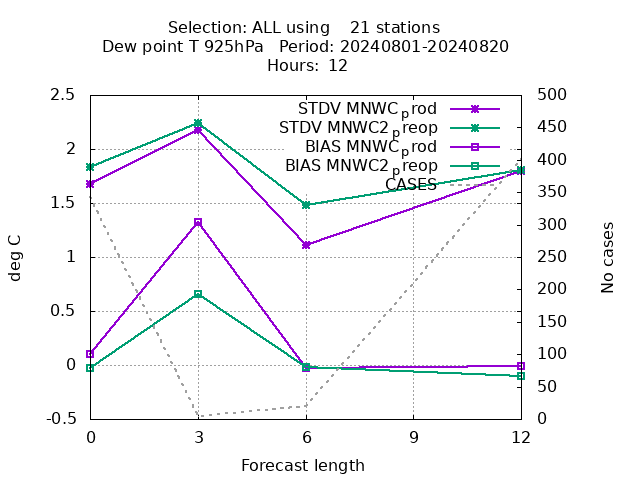 Selection: ALL using    21 stations
Dew point T 925hPa   Period: 20240801-20240820
Hours:  12
STDV MNWC_prod
STDV MNWC2_preop
BIAS MNWC_prod
BIAS MNWC2_preop
CASES
2.5
2
1.5
1
0.5
0
-0.5
deg C
500
450
400
350
300
250
200
150
100
50
0
No cases
0 3 6 9 12
Forecast length